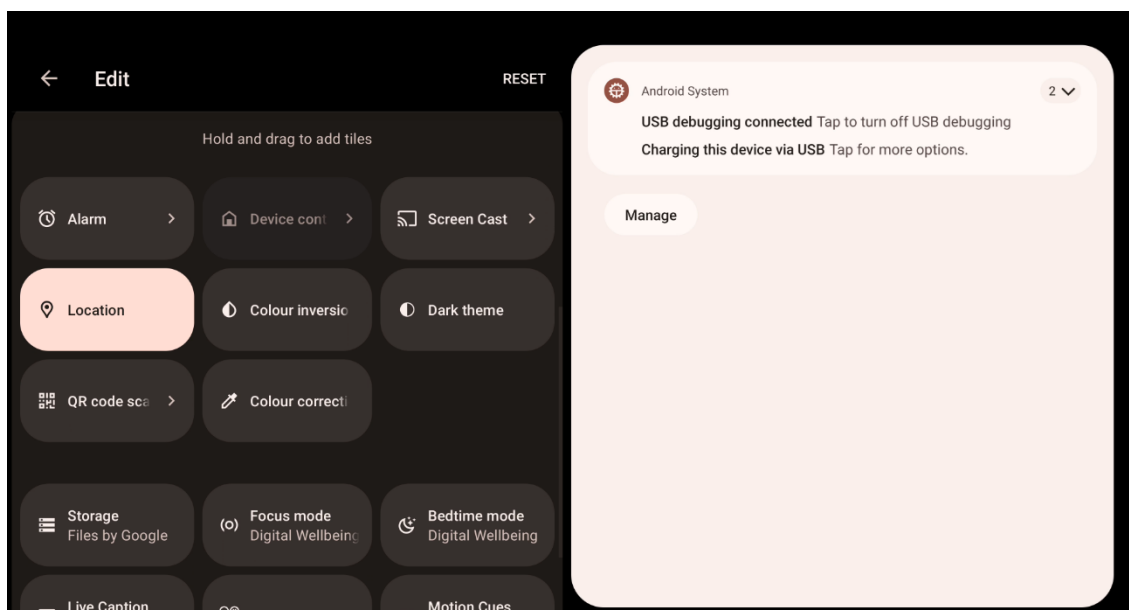 Edit
RESET
Hold and drag to add tiles
Alarm
Device cont
Screen Cast
Location
Colour inversio
Dark theme
QR code sca
Colour correcti
Storage
Files by Google
Focus mode
Digital Wellbeing
Bedtime mode
Digital Wellbeing
Live Caption
Motion Cues
Android System
2
USB debugging connected Tap to turn off USB debugging
Charging this device via USB Tap for more options.
Manage